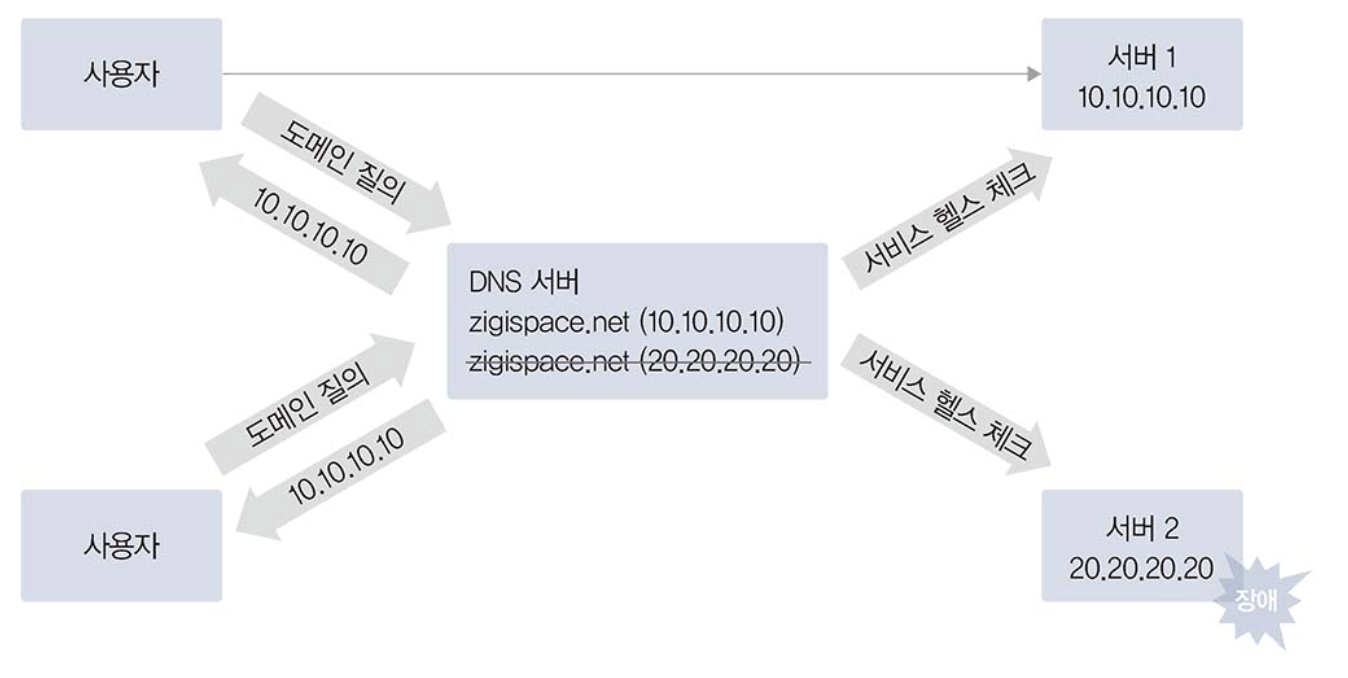 사용자
서버 1
10.10.10.10
도메인 질의
10.10.10.10
서비스 헬스 체크
DNS 서버
zigispace.net (10.10.10.10)
zigispace.net (20.20.20.20)
도메인 질의
10.10.10.10
서비스 헬스 체크
사용자
서버 2
20.20.20.20
장애